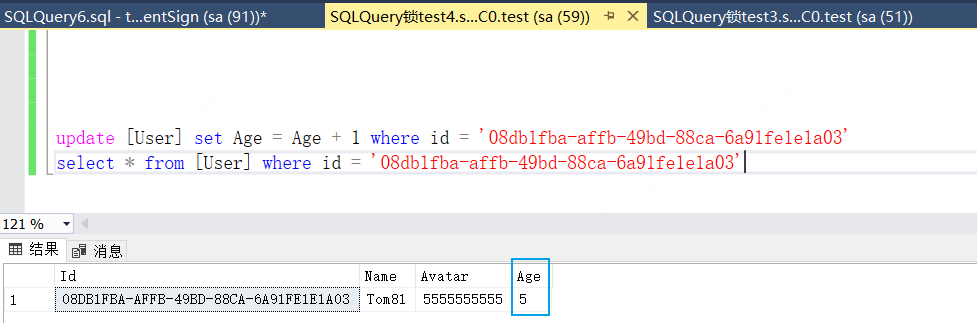 SQLQuery6.sql - t...entSign (sa (91))* SQLQuery锁test4.s...C0.test (sa (59)) SQLQuery锁test3.s...C0.test (sa (51))
update [User] set Age = Age + 1 where id = '08db1fba-affb-49bd-88ca-6a91fe1e1a03'
select * from [User] where id = '08db1fba-affb-49bd-88ca-6a91fe1e1a03'
121 %
结果 消息
Id Name Avatar Age
1 08DB1FBA-AFFB-49BD-88CA-6A91FE1E1A03 Tom81 5555555555 5